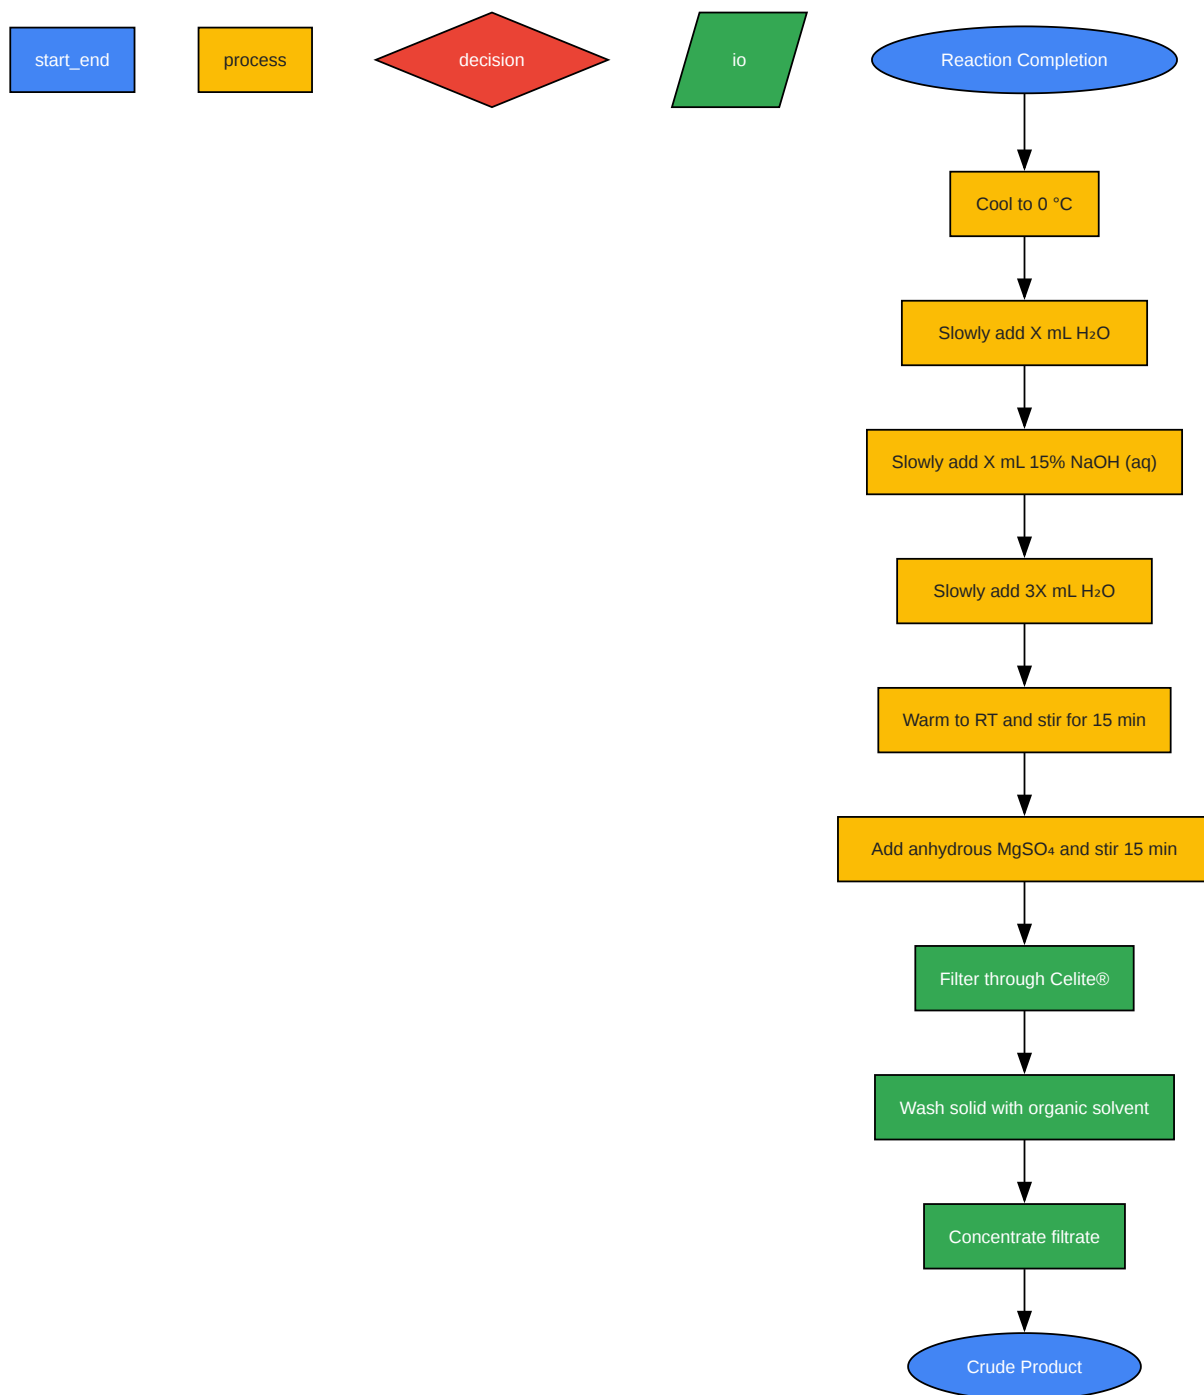 start_end
process
decision
io
Reaction Completion
Cool to 0 °C
Slowly add X mL H₂O
Slowly add X mL 15% NaOH (aq)
Slowly add 3X mL H₂O
Warm to RT and stir for 15 min
Add anhydrous MgSO₄ and stir 15 min
Filter through Celite®
Wash solid with organic solvent
Concentrate filtrate
Crude Product